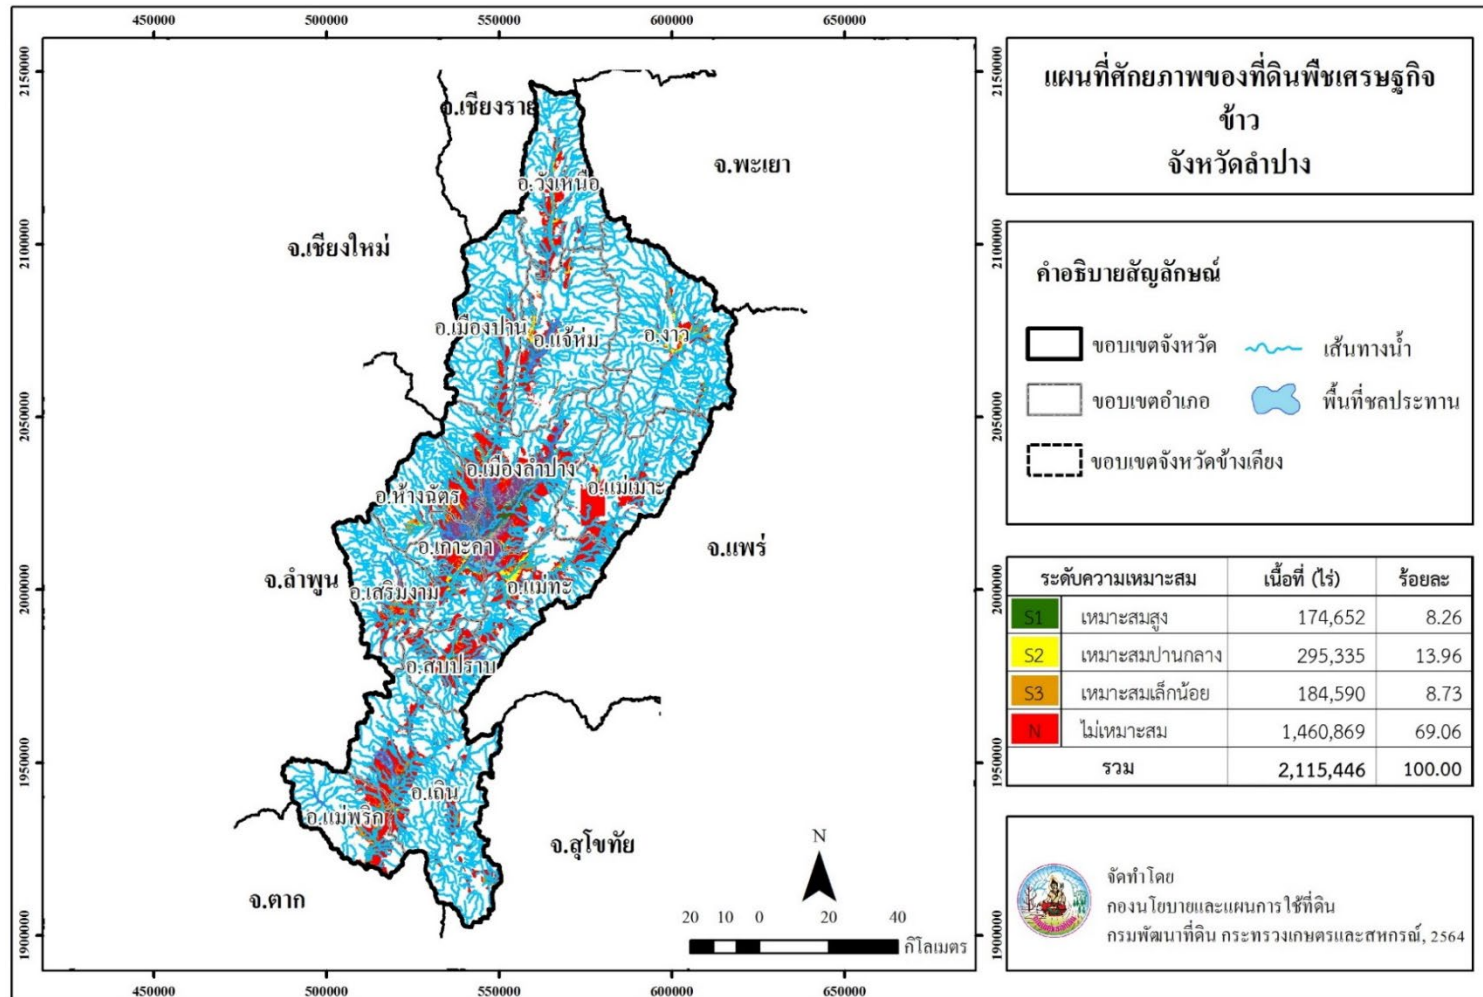 450000
500000
550000
600000
650000
2150000
2100000
2050000
2000000
1950000
1900000
จ.เชียงราย
จ.พะเยา
จ.เชียงใหม่
จ.ลำพูน
จ.แพร่
จ.สุโขทัย
จ.ตาก
อ.วังเหนือ
อ.เมืองปาน
อ.แจ้ห่ม
อ.งาว
อ.เมืองลำปาง
อ.ห้างฉัตร
อ.แม่เมาะ
อ.เกาะคา
อ.แม่ทะ
อ.เสริมงาม
อ.สบปราบ
อ.เถิน
อ.แม่พริก
N
20 10 0 20 40
กิโลเมตร
2150000
2100000
2050000
2000000
1950000
1900000
450000
500000
550000
600000
650000
แผนที่ศักยภาพของที่ดินพืชเศรษฐกิจ
ข้าว
จังหวัดลำปาง
คำอธิบายสัญลักษณ์
ขอบเขตจังหวัด เส้นทางน้ำ
ขอบเขตอำเภอ พื้นที่ชลประทาน
ขอบเขตจังหวัดข้างเคียง
ระดับความเหมาะสม เนื้อที่ (ไร่) ร้อยละ
S1 เหมาะสมสูง 174,652 8.26
S2 เหมาะสมปานกลาง 295,335 13.96
S3 เหมาะสมเล็กน้อย 184,590 8.73
N ไม่เหมาะสม 1,460,869 69.06
รวม 2,115,446 100.00
จัดทำโดย
กองนโยบายและแผนการใช้ที่ดิน
กรมพัฒนาที่ดิน กระทรวงเกษตรและสหกรณ์, 2564